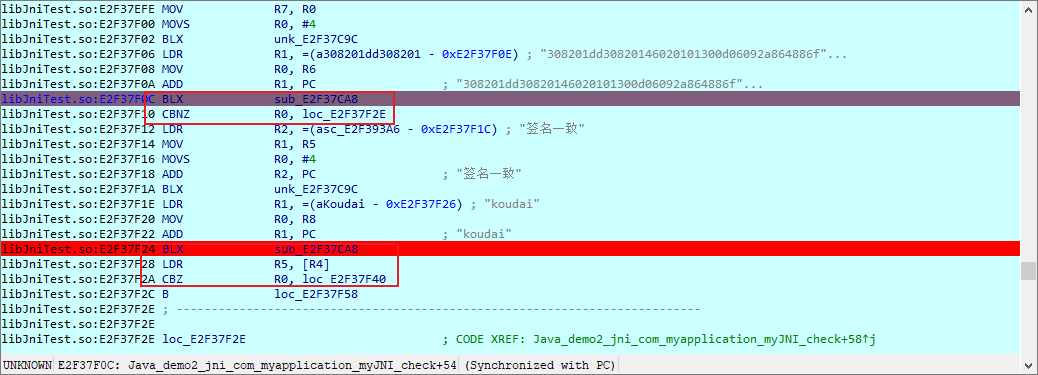 libJniTest.so:E2F37EFE MOV R7, R0
libJniTest.so:E2F37F00 MOVS R0, #4
libJniTest.so:E2F37F02 BLX unk_E2F37C9C
libJniTest.so:E2F37F06 LDR R1, =(a308201dd308201 - 0xE2F37F0E) ; "308201dd30820146020101300d06092a864886f"...
libJniTest.so:E2F37F08 MOV R0, R6
libJniTest.so:E2F37F0A ADD R1, PC ; "308201dd30820146020101300d06092a864886f"...
libJniTest.so:E2F37F0C BLX sub_E2F37CA8
libJniTest.so:E2F37F10 CBNZ R0, loc_E2F37F2E
libJniTest.so:E2F37F12 LDR R2, =(asc_E2F393A6 - 0xE2F37F1C) ; "签名一致"
libJniTest.so:E2F37F14 MOV R1, R5
libJniTest.so:E2F37F16 MOVS R0, #4
libJniTest.so:E2F37F18 ADD R2, PC ; "签名一致"
libJniTest.so:E2F37F1A BLX unk_E2F37C9C
libJniTest.so:E2F37F1E LDR R1, =(aKoudai - 0xE2F37F26) ; "koudai"
libJniTest.so:E2F37F20 MOV R0, R8
libJniTest.so:E2F37F22 ADD R1, PC ; "koudai"
libJniTest.so:E2F37F24 BLX sub_E2F37CA8
libJniTest.so:E2F37F28 LDR R5, [R4]
libJniTest.so:E2F37F2A CBZ R0, loc_E2F37F40
libJniTest.so:E2F37F2C B loc_E2F37F58
libJniTest.so:E2F37F2E ; ---------------------------------------------------------------------------
libJniTest.so:E2F37F2E
libJniTest.so:E2F37F2E loc_E2F37F2E ; CODE XREF: Java_demo2_jni_com_myapplication_myJNI_check+58↑j
UNKNOWN E2F37F0C: Java_demo2_jni_com_myapplication_myJNI_check+54 (Synchronized with PC)